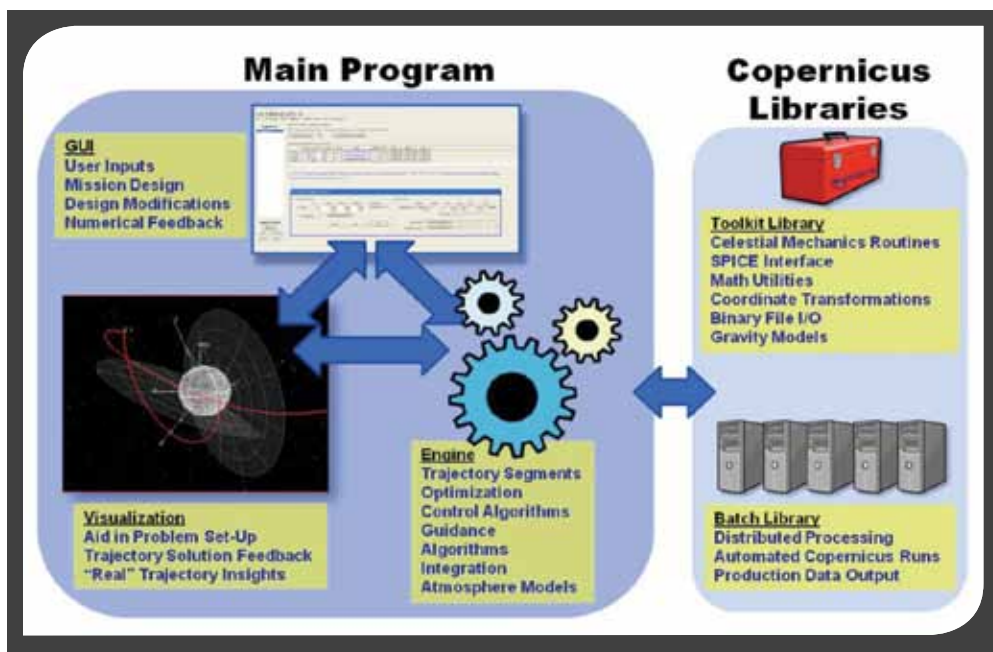 Main Program
GUI
User Inputs
Mission Design
Design Modifications
Numerical Feedback
Visualization
Aid in Problem Set-Up
Trajectory Solution Feedback
“Real” Trajectory Insights
Engine
Trajectory Segments
Optimization
Control Algorithms
Guidance
Algorithms
Integration
Atmosphere Models
Copernicus
Libraries
Toolkit Library
Celestial Mechanics Routines
SPICE Interface
Math Utilities
Coordinate Transformations
Binary File I/O
Gravity Models
Batch Library
Distributed Processing
Automated Copernicus Runs
Production Data Output